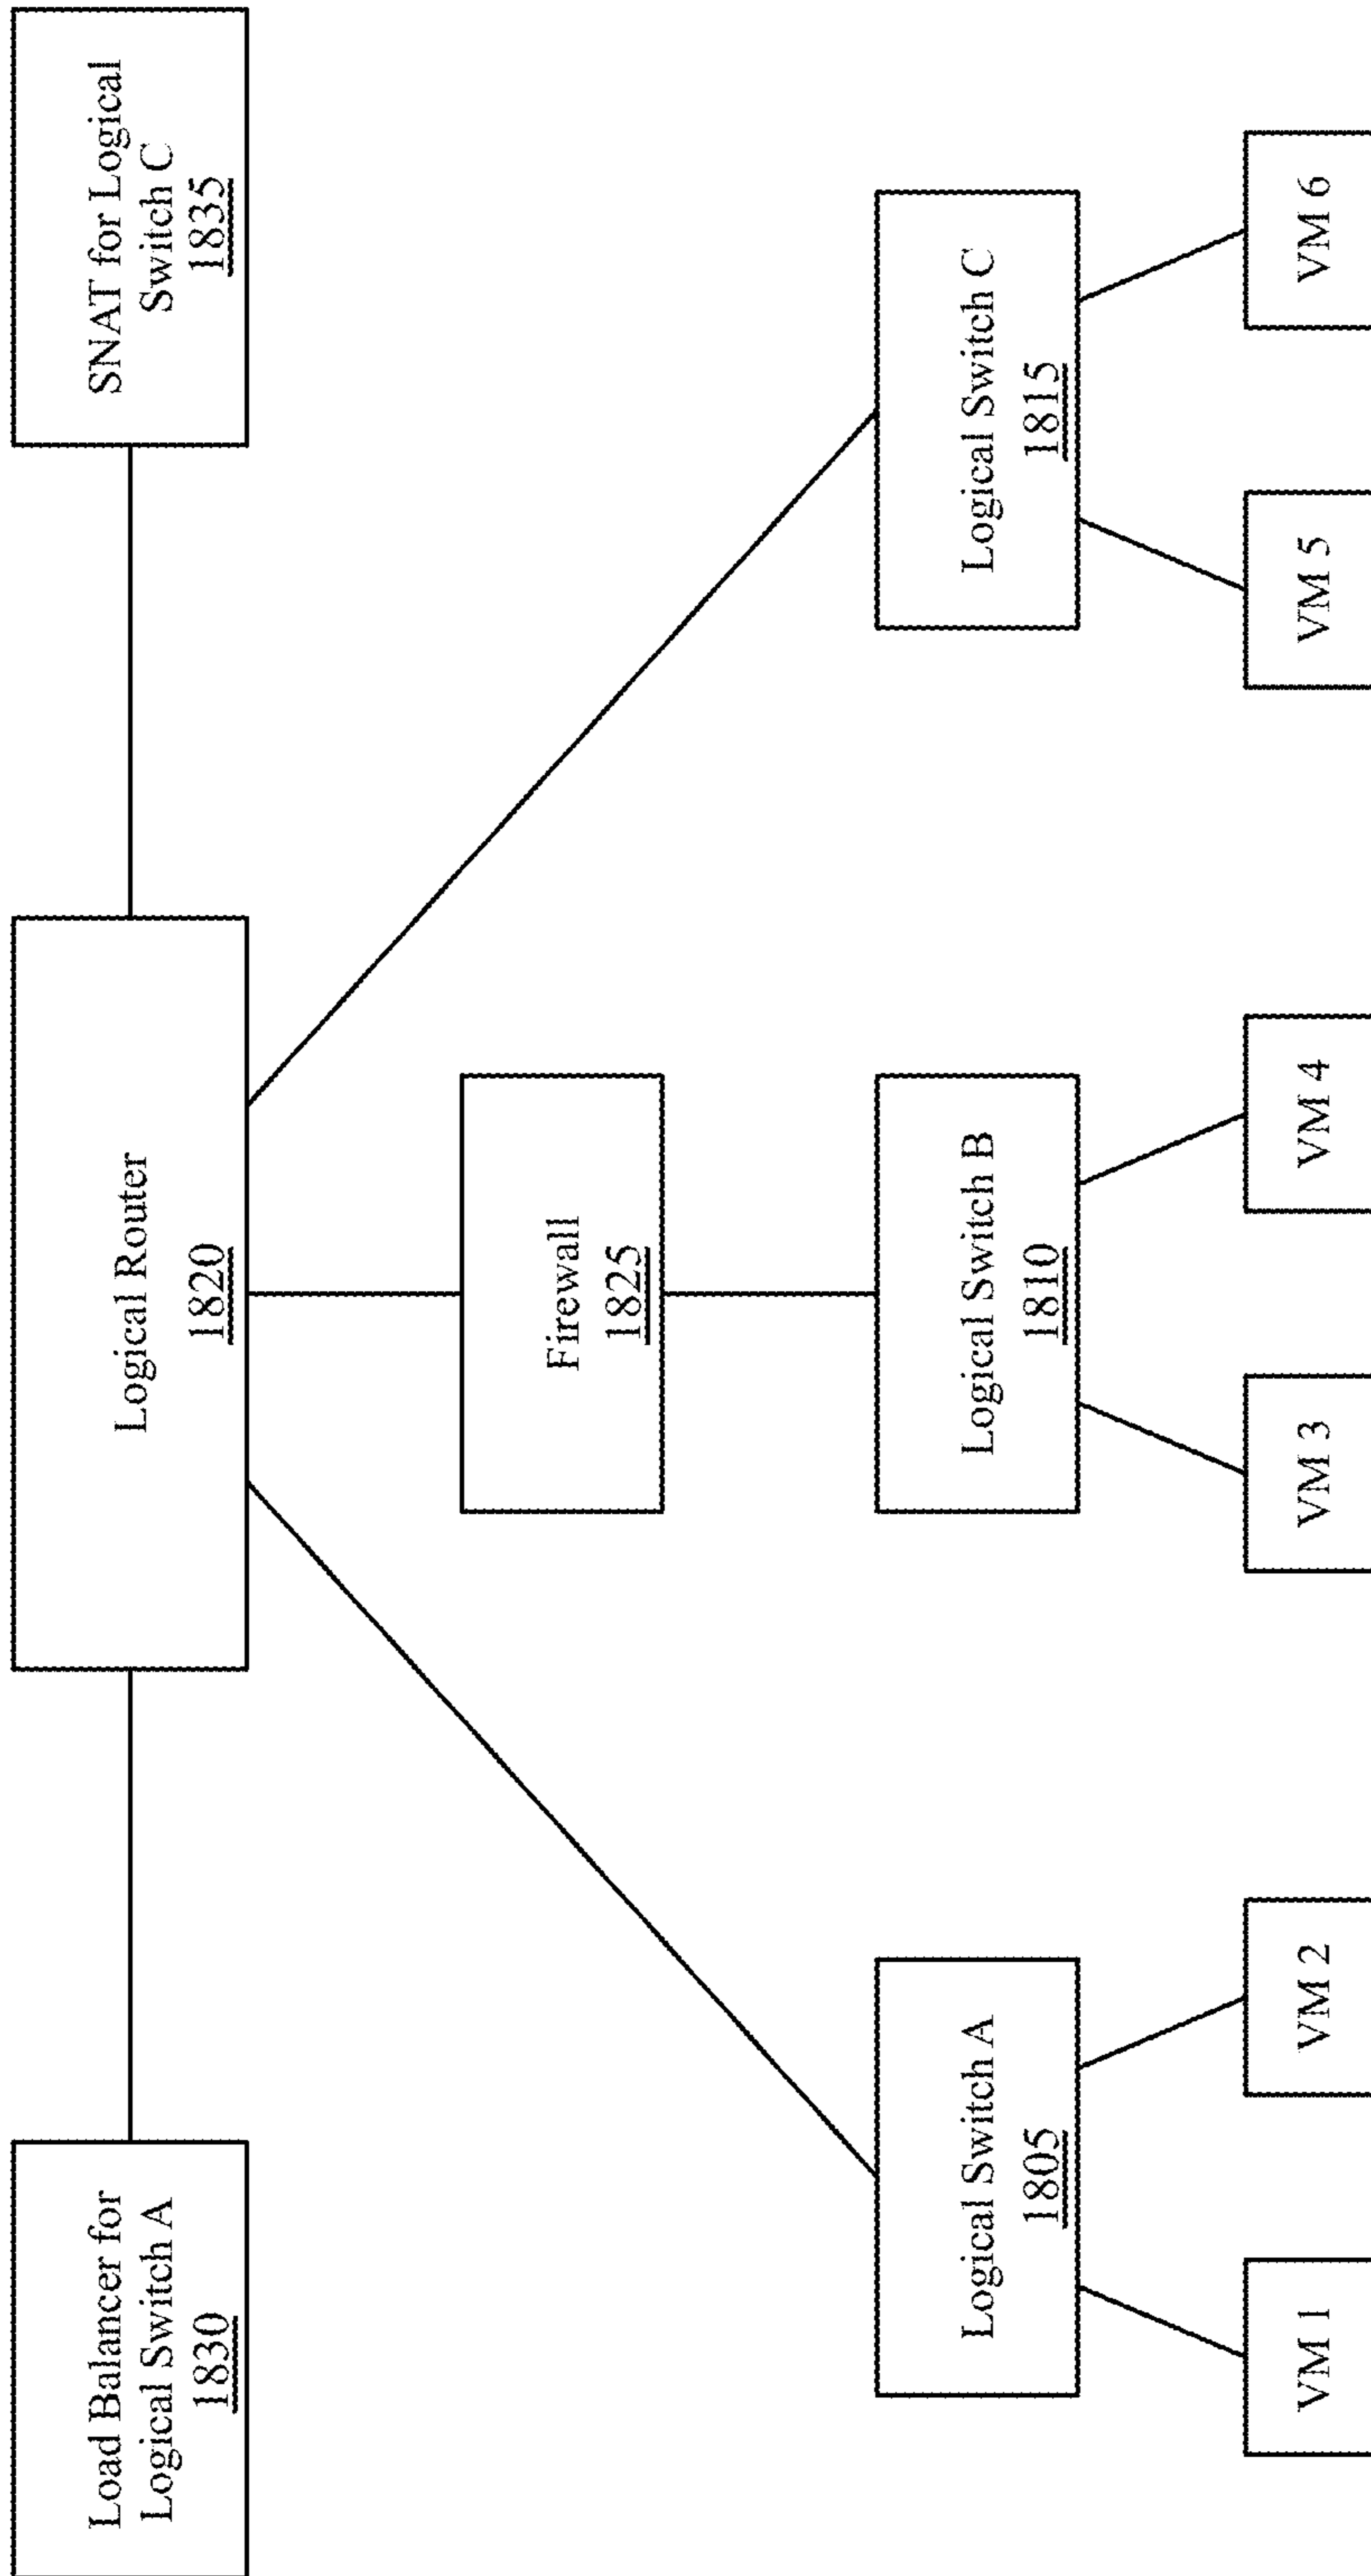 Load Balancer for
Logical Switch A
1830
Logical Router
1820
SNAT for Logical
Switch C
1835
Firewall
1825
Logical Switch A
1805
Logical Switch B
1810
Logical Switch C
1815
VM 1
VM 2
VM 3
VM 4
VM 5
VM 6